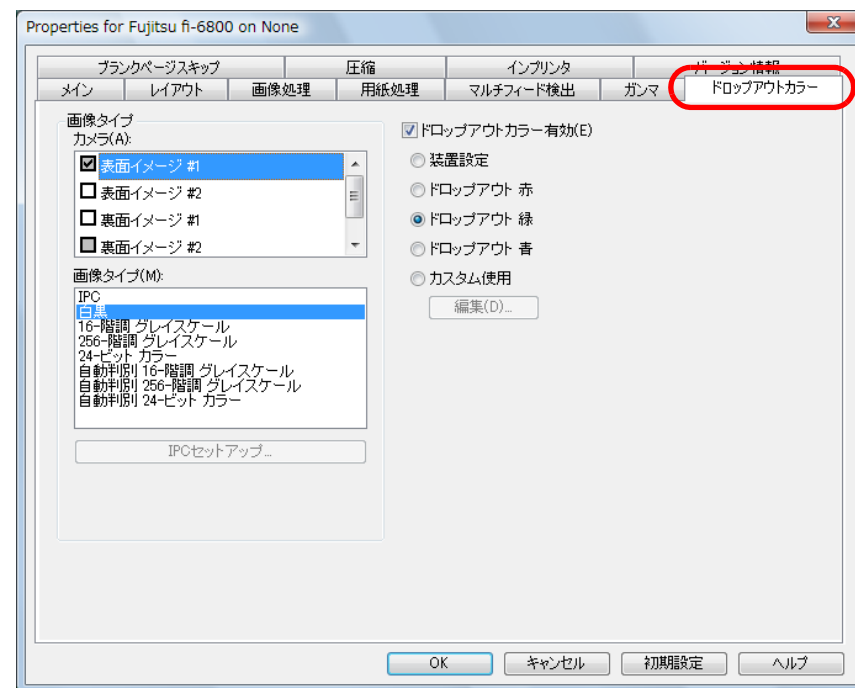 Properties for Fujitsu fi-6800 on None
ブランクページスキップ
圧縮
インプリンタ
バージョン情報
メイン
レイアウト
画像処理
用紙処理
マルチフィード検出
ガンマ
ドロップアウトカラー
画像タイプ
カメラ(A):
表面イメージ #1
表面イメージ #2
裏面イメージ #1
裏面イメージ #2
画像タイプ(M):
IPC
白黒
16-階調 グレイスケール
256-階調 グレイスケール
24-ビット カラー
自動判別 16-階調 グレイスケール
自動判別 256-階調 グレイスケール
自動判別 24-ビット カラー
IPCセットアップ...
ドロップアウトカラー有効(E)
装置設定
ドロップアウト 赤
ドロップアウト 緑
ドロップアウト 青
カスタム使用
編集(D)...
OK
キャンセル
初期設定
ヘルプ